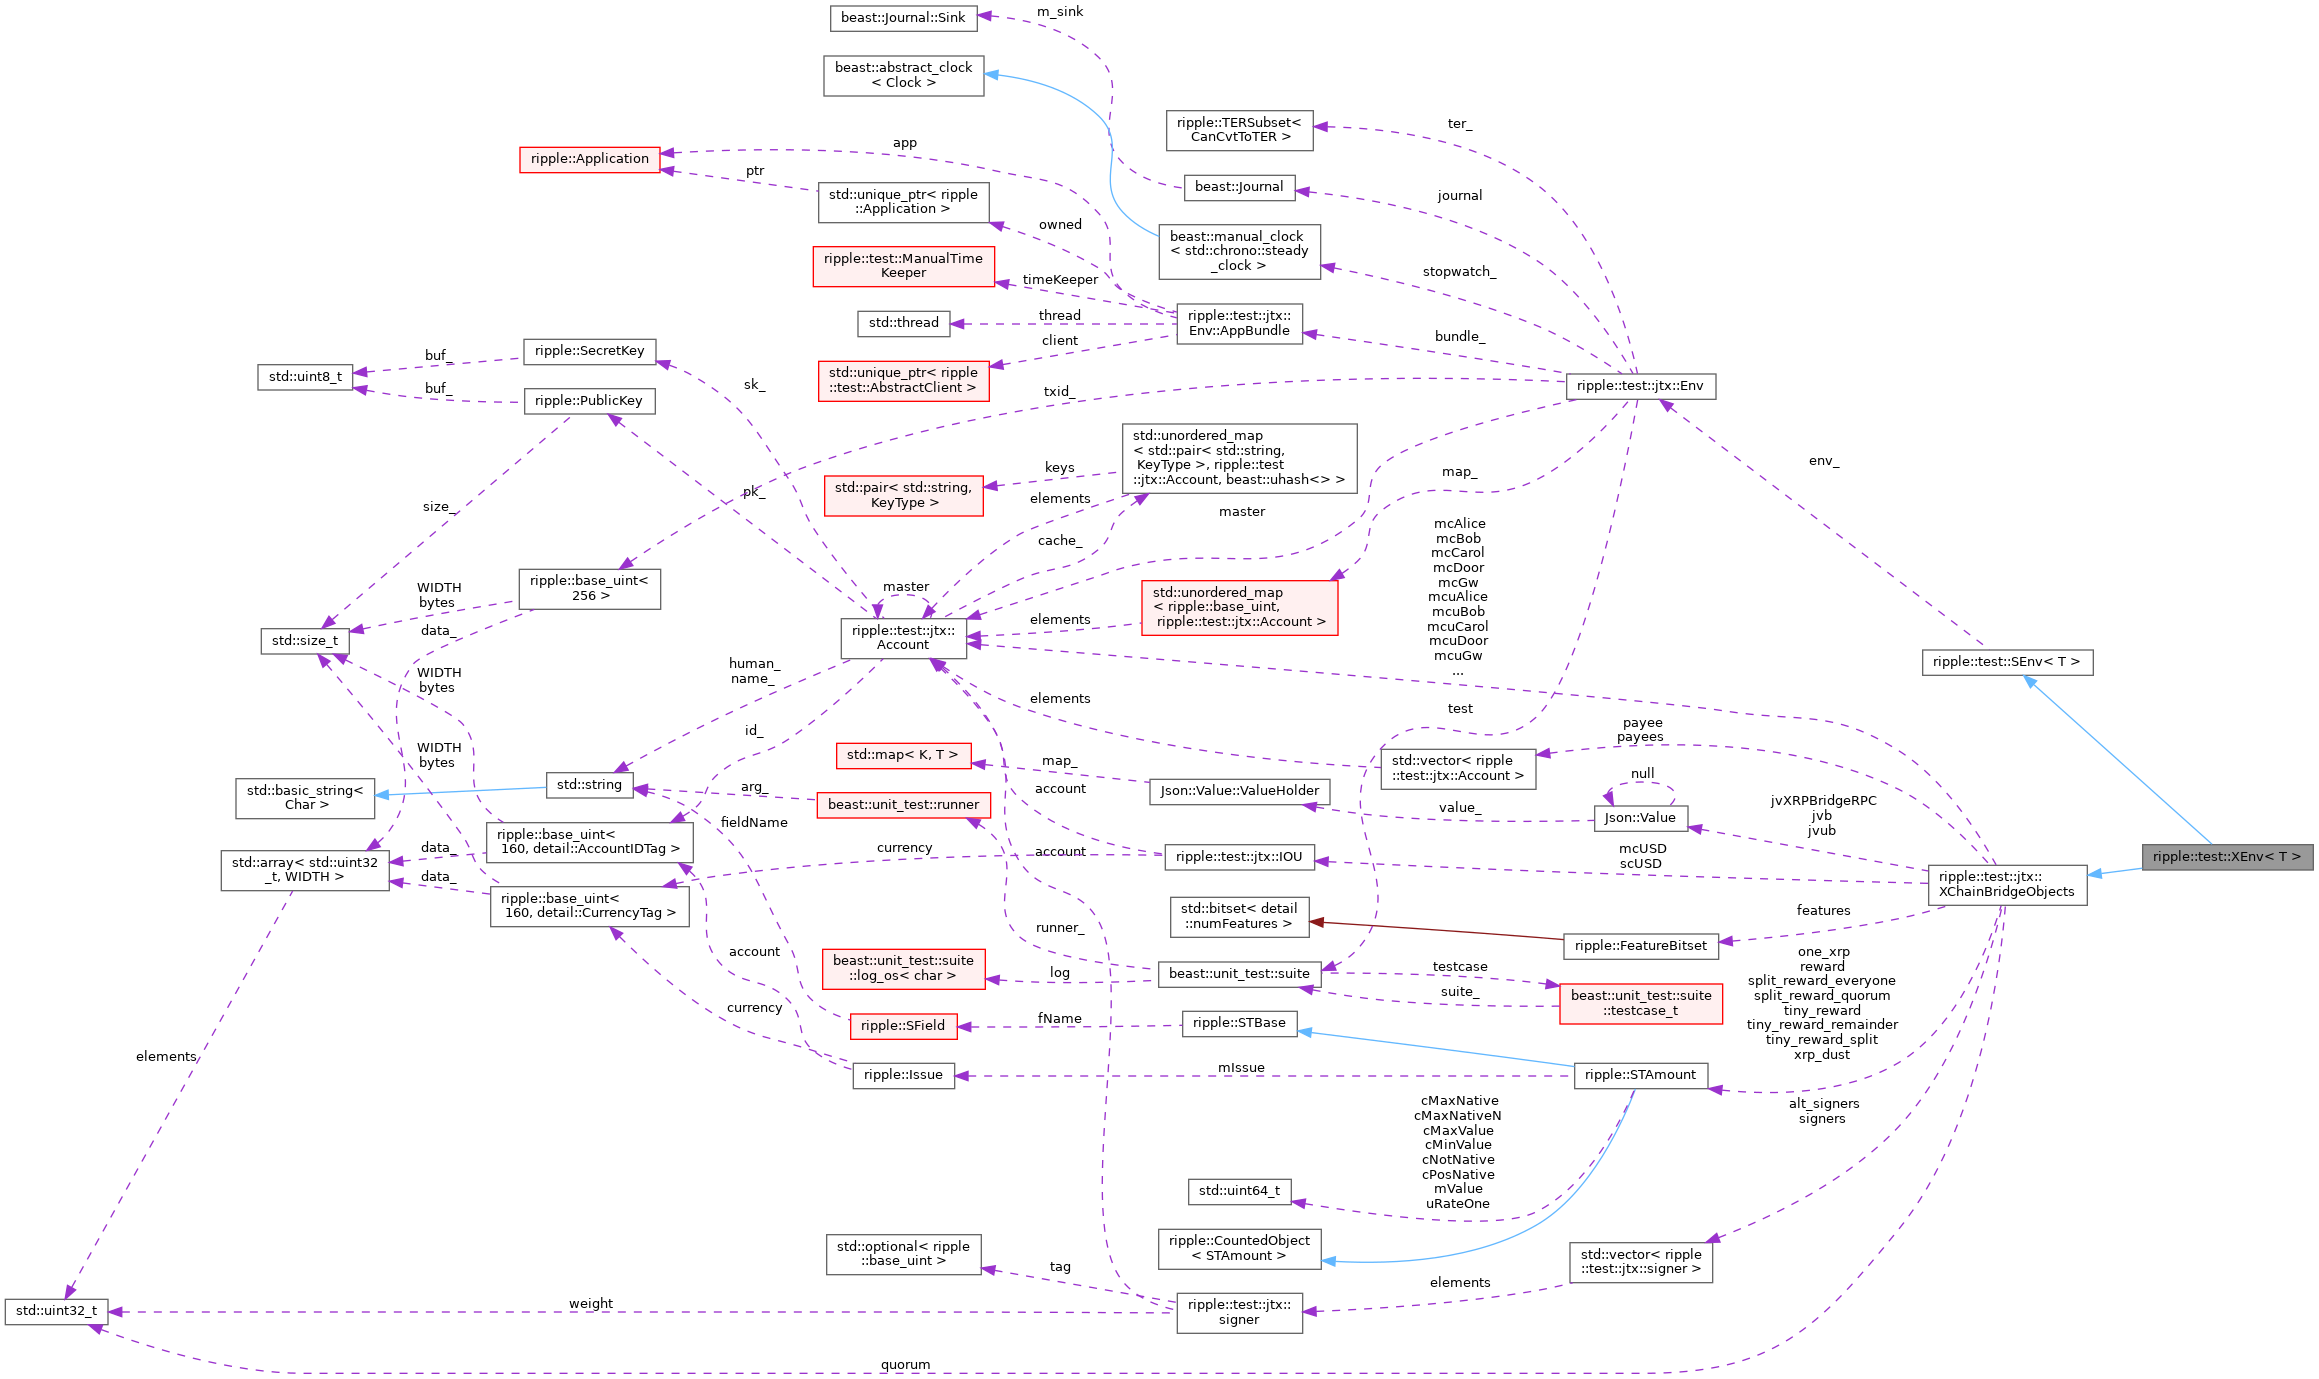 beast::Journal::Sink
m_sink
beast::abstract_clock
< Clock >
ripple::TERSubset<
CanCvtToTER >
ter_
ripple::Application
app
ptr
std::unique_ptr< ripple
::Application >
beast::Journal
journal
owned
beast::manual_clock
< std::chrono::steady
_clock >
stopwatch_
ripple::test::ManualTime
Keeper
timeKeeper
std::thread
thread
ripple::test::jtx::
Env::AppBundle
bundle_
client
std::unique_ptr< ripple
::test::AbstractClient >
ripple::SecretKey
buf_
std::uint8_t
buf_
ripple::PublicKey
sk_
txid_
ripple::test::jtx::Env
std::unordered_map
< std::pair< std::string,
KeyType >, ripple::test
::jtx::Account, beast::uhash<> >
keys
std::pair< std::string,
KeyType >
pk_
elements
map_
env_
size_
master
cache_
mcAlice
mcBob
mcCarol
mcDoor
mcGw
mcuAlice
mcuBob
mcuCarol
mcuDoor
mcuGw
...
ripple::base_uint<
256 >
WIDTH
bytes
master
std::unordered_map
< ripple::base_uint,
ripple::test::jtx::Account >
elements
data_
std::size_t
ripple::test::jtx::
Account
WIDTH
bytes
human_
name_
ripple::test::SEnv< T >
elements
test
id_
WIDTH
bytes
std::map< K, T >
map_
payee
payees
std::vector< ripple
::test::jtx::Account >
null
std::basic_string<
Char >
std::string
arg_
beast::unit_test::runner
account
Json::Value::ValueHolder
value_
Json::Value
jvXRPBridgeRPC
jvb
jvub
fieldName
ripple::base_uint<
160, detail::AccountIDTag >
data_
std::array< std::uint32
_t, WIDTH >
data_
currency
account
ripple::test::jtx::IOU
mcUSD
scUSD
ripple::test::XEnv< T >
ripple::test::jtx::
XChainBridgeObjects
ripple::base_uint<
160, detail::CurrencyTag >
std::bitset< detail
::numFeatures >
features
ripple::FeatureBitset
runner_
account
beast::unit_test::suite
::log_os< char >
log
beast::unit_test::suite
testcase
suite_
beast::unit_test::suite
::testcase_t
one_xrp
reward
split_reward_everyone
split_reward_quorum
tiny_reward
tiny_reward_remainder
tiny_reward_split
xrp_dust
currency
ripple::SField
fName
ripple::STBase
elements
ripple::Issue
mIssue
ripple::STAmount
alt_signers
signers
cMaxNative
cMaxNativeN
cMaxValue
cMinValue
cNotNative
cPosNative
mValue
uRateOne
std::uint64_t
ripple::CountedObject
< STAmount >
std::optional< ripple
::base_uint >
tag
std::vector< ripple
::test::jtx::signer >
elements
ripple::test::jtx::
signer
weight
std::uint32_t
quorum